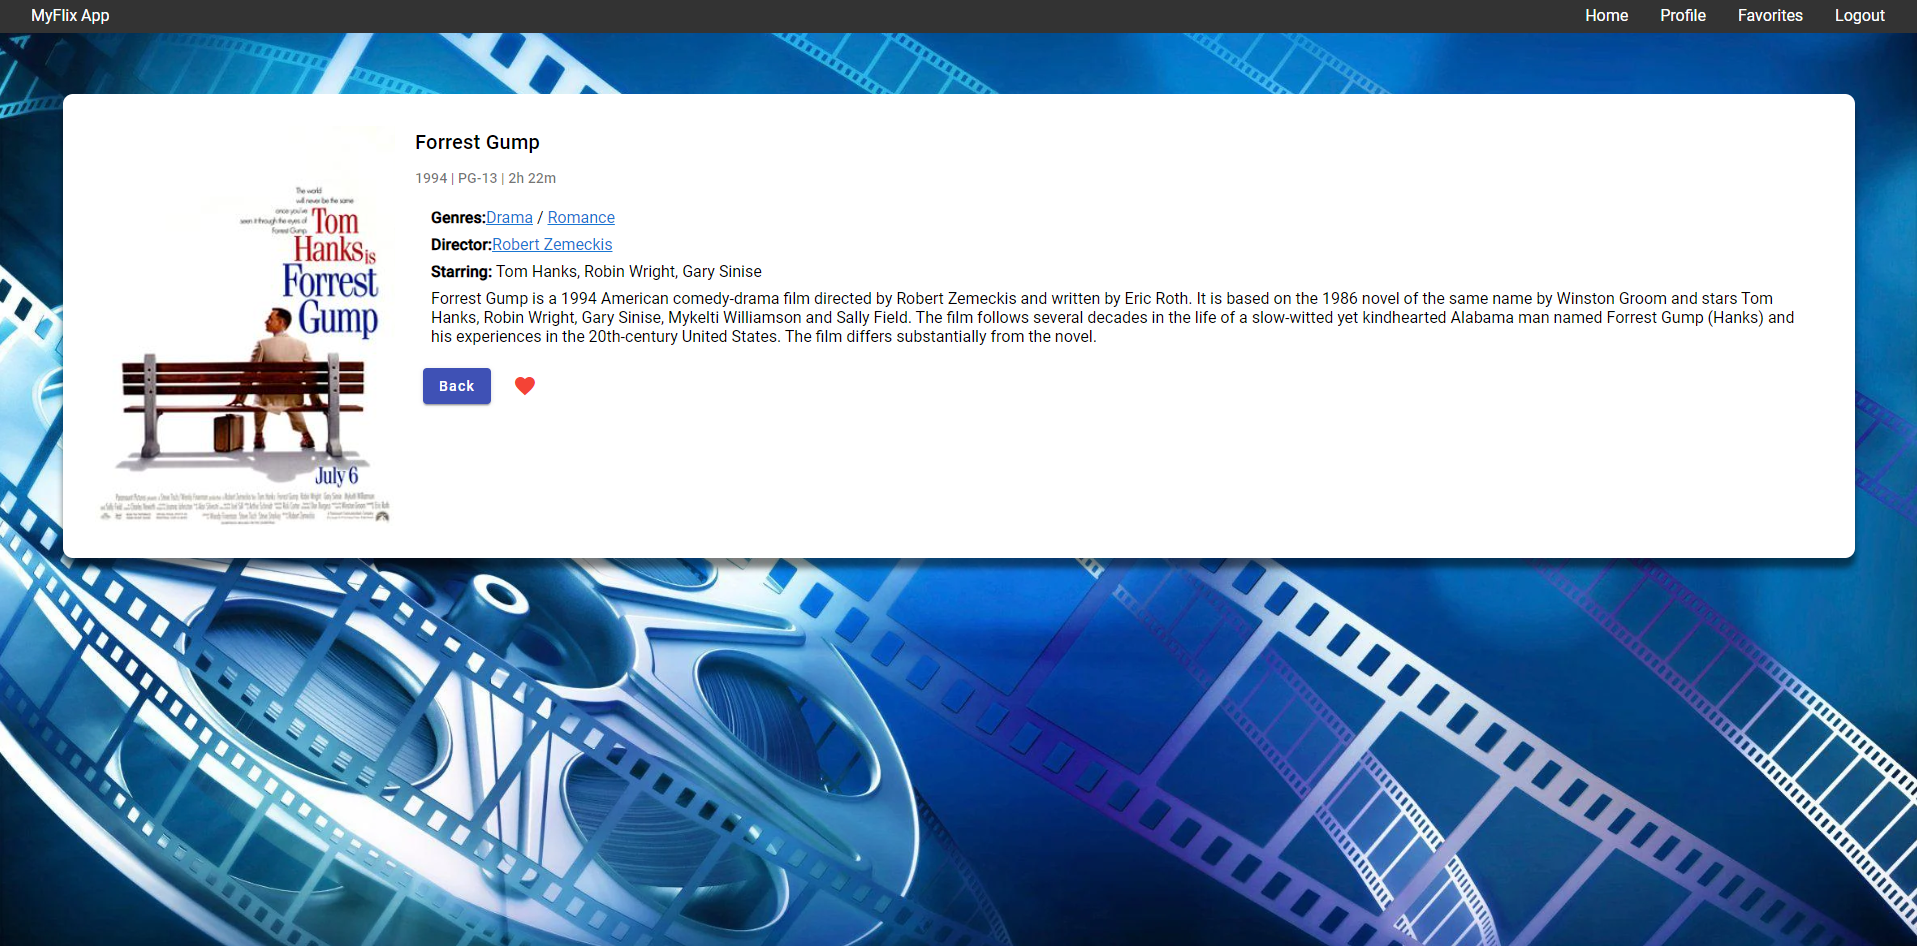 MyFlix App
Home Profile Favorites Logout
Forrest Gump
1994 | PG-13 | 2h 22m
Genres:Drama / Romance
Director:Robert Zemeckis
Starring: Tom Hanks, Robin Wright, Gary Sinise
Forrest Gump is a 1994 American comedy-drama film directed by Robert Zemeckis and written by Eric Roth. It is based on the 1986 novel of the same name by Winston Groom and stars Tom
Hanks, Robin Wright, Gary Sinise, Mykelti Williamson and Sally Field. The film follows several decades in the life of a slow-witted yet kindhearted Alabama man named Forrest Gump (Hanks) and
his experiences in the 20th-century United States. The film differs substantially from the novel.
Back
The world
will never be the same
once you've
seen it through the eyes of
Forrest Gump.
Tom
Hanks is
Forrest
Gump
July 6